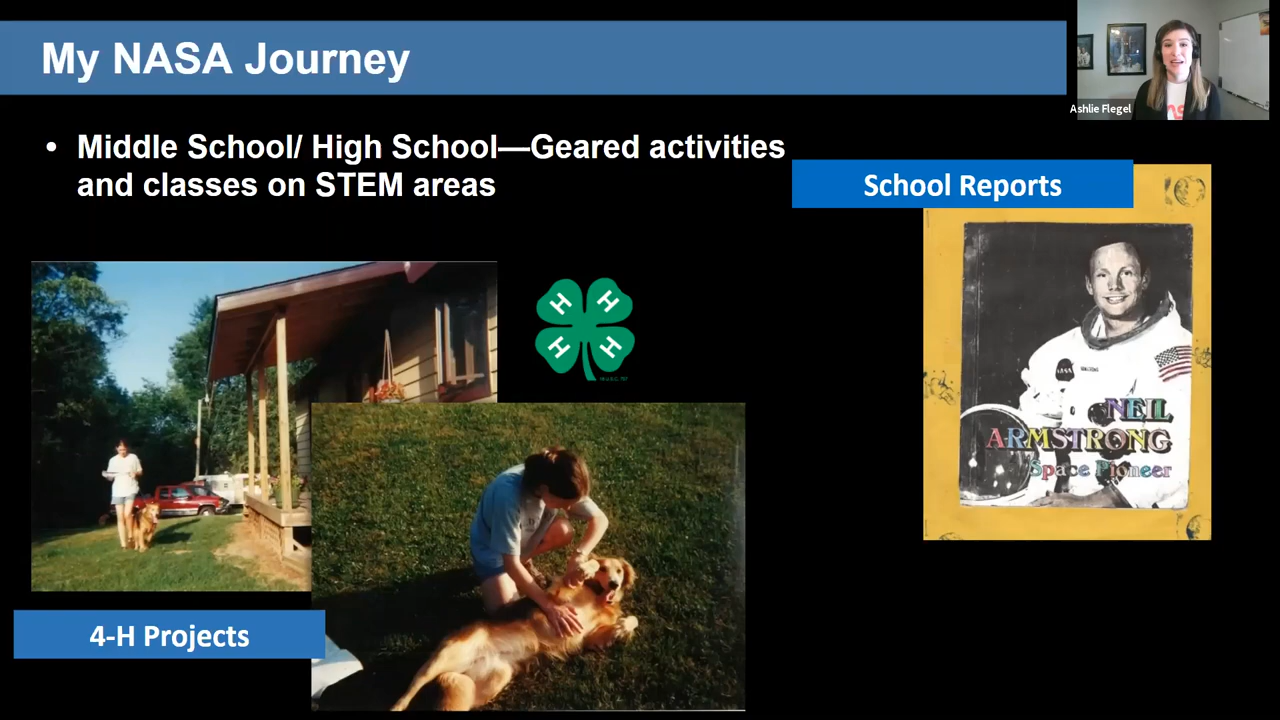 My NASA Journey
Ashlie Flegel
• Middle School/ High School—Geared activities
and classes on STEM areas
School Reports
H H
H H
NASA
NEIL
ARMSTRONG
Space Pioneer
4-H Projects